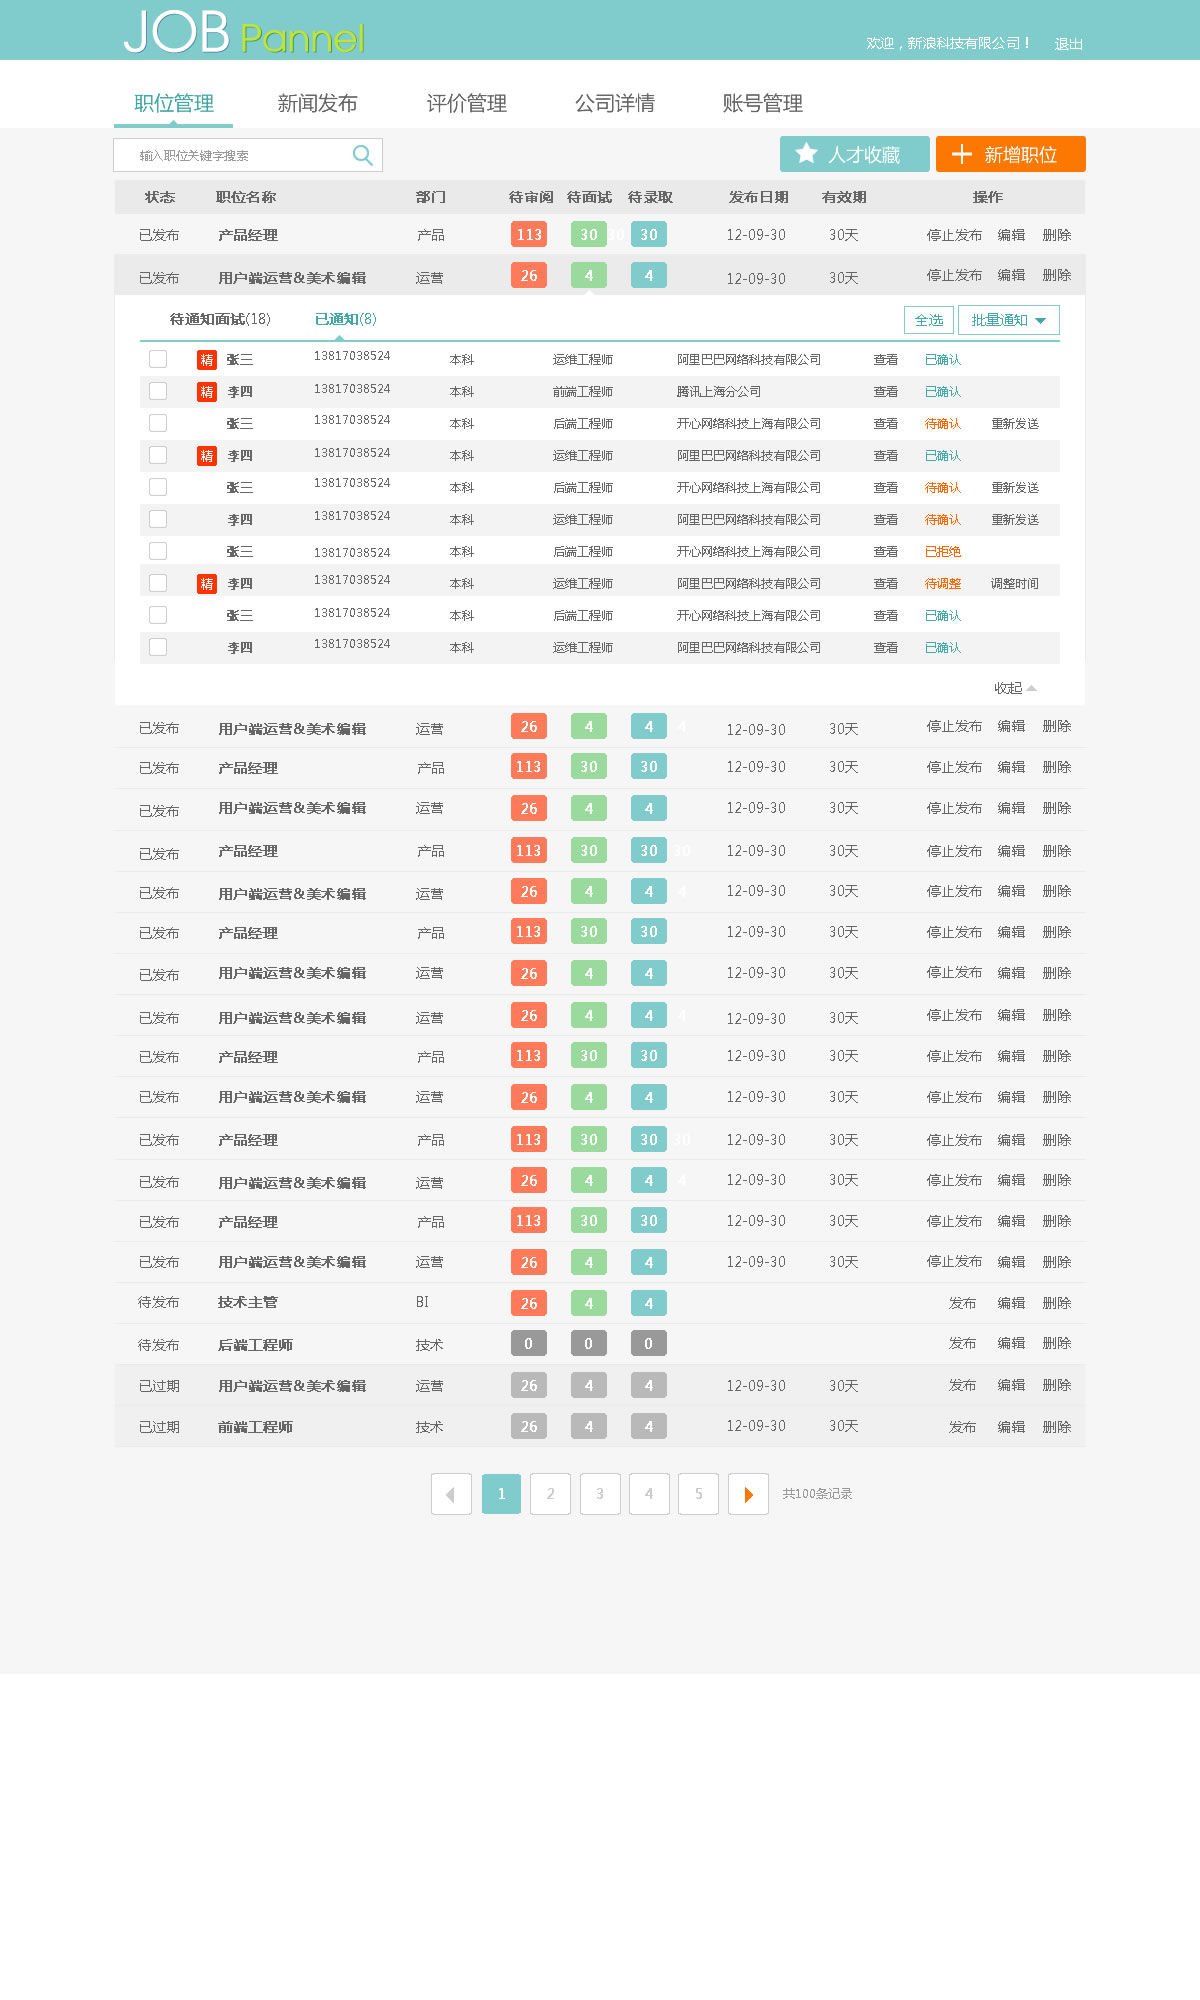 JOB Pannel
欢迎，新浪科技有限公司！ 退出
职位管理 新闻发布 评价管理 公司详情 账号管理
输入职位关键字搜索 人才收藏 新增职位
状态 职位名称 部门 待审阅 待面试 待录取 发布日期 有效期 操作
已发布 产品经理 产品 113 30 30 30 12-09-30 30天 停止发布 编辑 删除
已发布 用户端运营&美术编辑 运营 26 4 4 12-09-30 30天 停止发布 编辑 删除
待通知面试(18) 已通知(8) 全选 批量通知
精 张三 13817038524 本科 运维工程师 阿里巴巴网络科技有限公司 查看 已确认
精 李四 13817038524 本科 前端工程师 腾讯上海分公司 查看 已确认
张三 13817038524 本科 后端工程师 开心网络科技上海有限公司 查看 待确认 重新发送
精 李四 13817038524 本科 运维工程师 阿里巴巴网络科技有限公司 查看 已确认
张三 13817038524 本科 后端工程师 开心网络科技上海有限公司 查看 待确认 重新发送
李四 13817038524 本科 运维工程师 阿里巴巴网络科技有限公司 查看 待确认 重新发送
张三 13817038524 本科 后端工程师 开心网络科技上海有限公司 查看 已拒绝
精 李四 13817038524 本科 运维工程师 阿里巴巴网络科技有限公司 查看 待调整 调整时间
张三 13817038524 本科 后端工程师 开心网络科技上海有限公司 查看 已确认
李四 13817038524 本科 运维工程师 阿里巴巴网络科技有限公司 查看 已确认
收起
已发布 用户端运营&美术编辑 运营 26 4 4 4 12-09-30 30天 停止发布 编辑 删除
已发布 产品经理 产品 113 30 30 12-09-30 30天 停止发布 编辑 删除
已发布 用户端运营&美术编辑 运营 26 4 4 12-09-30 30天 停止发布 编辑 删除
已发布 产品经理 产品 113 30 30 30 12-09-30 30天 停止发布 编辑 删除
已发布 用户端运营&美术编辑 运营 26 4 4 4 12-09-30 30天 停止发布 编辑 删除
已发布 产品经理 产品 113 30 30 12-09-30 30天 停止发布 编辑 删除
已发布 用户端运营&美术编辑 运营 26 4 4 12-09-30 30天 停止发布 编辑 删除
已发布 用户端运营&美术编辑 运营 26 4 4 4 12-09-30 30天 停止发布 编辑 删除
已发布 产品经理 产品 113 30 30 12-09-30 30天 停止发布 编辑 删除
已发布 用户端运营&美术编辑 运营 26 4 4 12-09-30 30天 停止发布 编辑 删除
已发布 产品经理 产品 113 30 30 30 12-09-30 30天 停止发布 编辑 删除
已发布 用户端运营&美术编辑 运营 26 4 4 4 12-09-30 30天 停止发布 编辑 删除
已发布 产品经理 产品 113 30 30 12-09-30 30天 停止发布 编辑 删除
已发布 用户端运营&美术编辑 运营 26 4 4 12-09-30 30天 停止发布 编辑 删除
待发布 技术主管 BI 26 4 4 发布 编辑 删除
待发布 后端工程师 技术 0 0 0 发布 编辑 删除
已过期 用户端运营&美术编辑 运营 26 4 4 12-09-30 30天 发布 编辑 删除
已过期 前端工程师 技术 26 4 4 12-09-30 30天 发布 编辑 删除
1 2 3 4 5 共100条记录